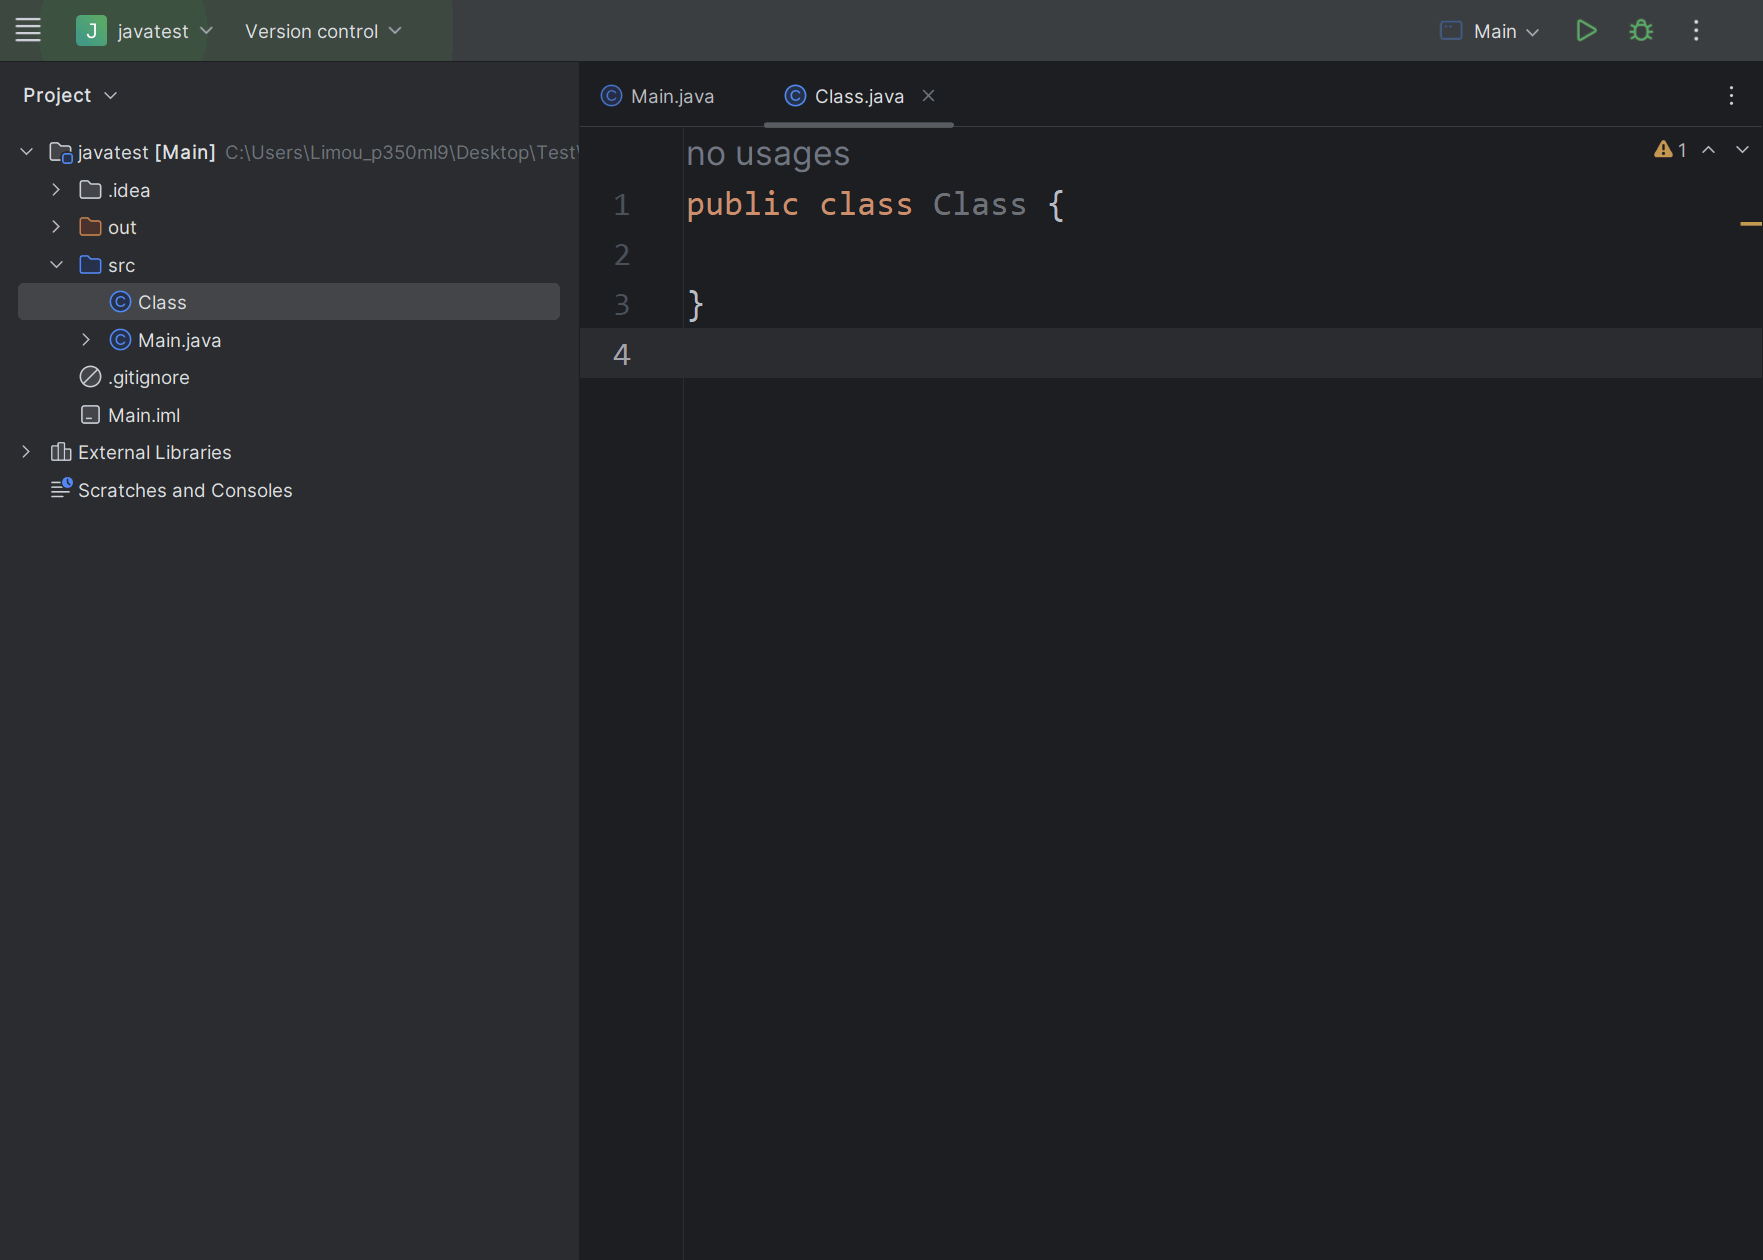 J javatest Version control Main
Project
Main.java Class.java
javatest [Main] C:\Users\Limou_p350ml9\Desktop\Test\
.idea
out
src
Class
Main.java
.gitignore
Main.iml
External Libraries
Scratches and Consoles
no usages
1
1 public class Class {
2
3 }
4